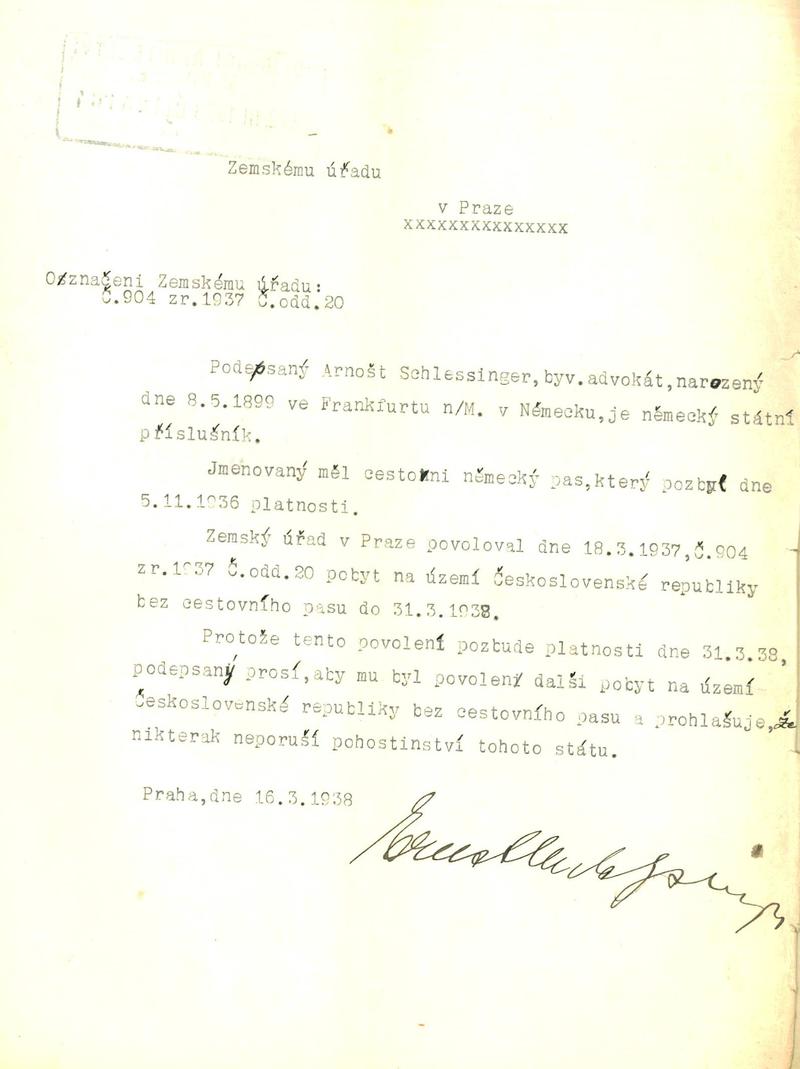 Zemskému úřadu
v Praze
xxxxxxxxxxxxxxx
Označení Zemskému úřadu:
Č.904 zr.1937 Č.odd.20
Podepsaný Arnošt Schlessinger,byv.advokát,narozený
dne 8.5.1899 ve Frankfurtu n/M. v Německu,je německý státní
příslušník.
Jmenovaný měl cestovni německý pas,který pozbyl dne
5.11.1936 platnosti.
Zemský úřad v Praze povoloval dne 18.3.1937,Č.904
zr.1937 Č.odd.20 pobyt na území Československé republiky
bez cestovního pasu do 31.3.1938.
Protože tento povolení pozbude platnosti dne 31.3.38,
podepsaný prosí,aby mu byl povolení další pobyt na území
Československé republiky bez cestovního pasu a prohlašuje,že
nikterak neporuší pohostinství tohoto státu.
Praha,dne 16.3.1938